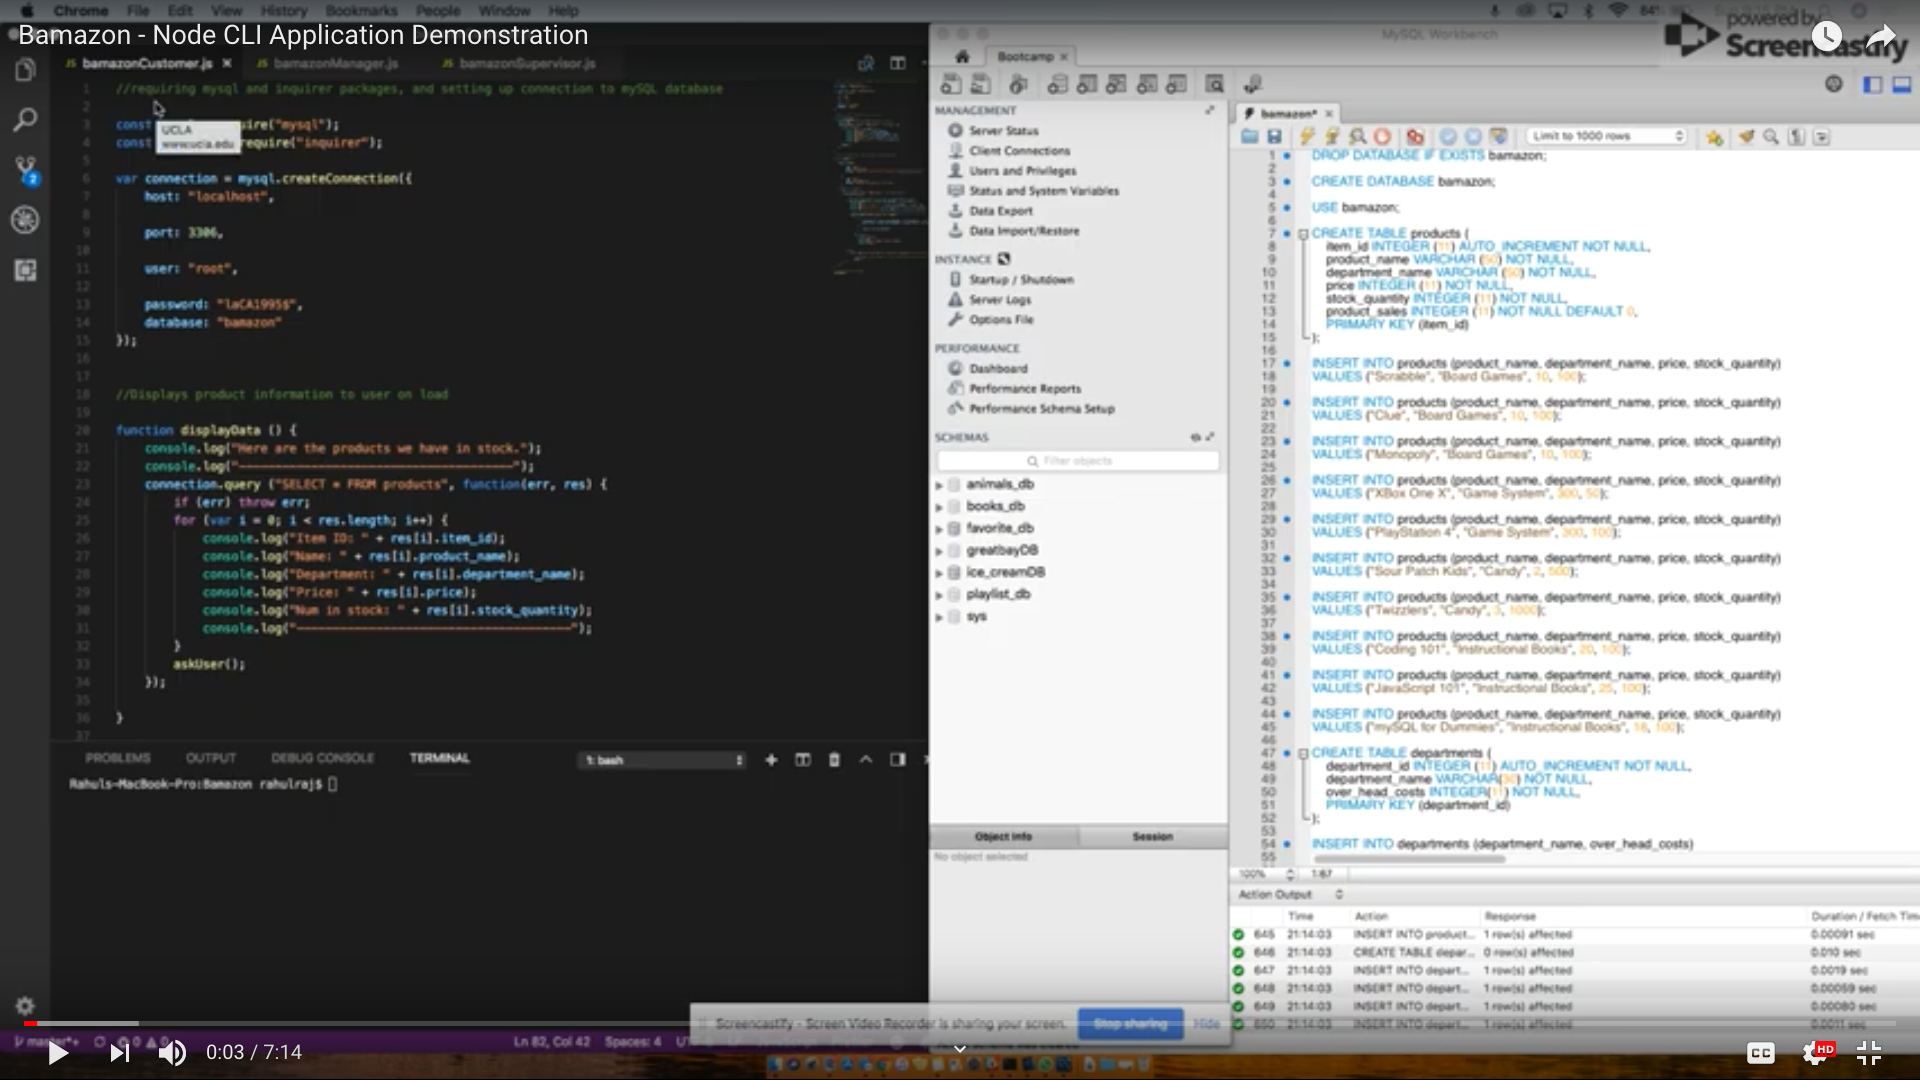 Chrome File Edit View History Bookmarks People Window Help
Bamazon - Node CLI Application Demonstration
powered by
Screencastify
bamazonCustomer.js
bamazonManager.js
bamazonSupervisor.js
1 //requiring mysql and inquirer packages, and setting up connection to mySQL database
2
3 const ire("mysql");
4 const require("inquirer");
UCLA
www.ucla.edu
5
6 var connection = mysql.createConnection({
7 host: "localhost",
8
9 port: 3306,
10
11 user: "root",
12
13 password: "laCA1995$",
14 database: "bamazon"
15 });
16
17
18 //Displays product information to user on load
19
20 function displayData () {
21 console.log("Here are the products we have in stock.");
22 console.log("-----------------------------------");
23 connection.query ("SELECT * FROM products", function(err, res) {
24 if (err) throw err;
25 for (var i = 0; i < res.length; i++) {
26 console.log("Item ID: " + res[i].item_id);
27 console.log("Name: " + res[i].product_name);
28 console.log("Department: " + res[i].department_name);
29 console.log("Price: " + res[i].price);
30 console.log("Num in stock: " + res[i].stock_quantity);
31 console.log("-----------------------------------");
32 }
33 askUser();
34 });
35
36 }
37
PROBLEMS OUTPUT DEBUG CONSOLE TERMINAL
1: bash
Rahuls-MacBook-Pro:Bamazon rahulraj$
MySQL Workbench
Bootcamp
MANAGEMENT
Server Status
Client Connections
Users and Privileges
Status and System Variables
Data Export
Data Import/Restore
INSTANCE
Startup / Shutdown
Server Logs
Options File
PERFORMANCE
Dashboard
Performance Reports
Performance Schema Setup
SCHEMAS
Filter objects
animals_db
books_db
favorite_db
greatbayDB
ice_creamDB
playlist_db
sys
Object Info Session
No object selected
bamazon*
Limit to 1000 rows
1 DROP DATABASE IF EXISTS bamazon;
2
3 CREATE DATABASE bamazon;
4
5 USE bamazon;
6
7 CREATE TABLE products (
8 item_id INTEGER (11) AUTO_INCREMENT NOT NULL,
9 product_name VARCHAR (50) NOT NULL,
10 department_name VARCHAR (50) NOT NULL,
11 price INTEGER (11) NOT NULL,
12 stock_quantity INTEGER (11) NOT NULL,
13 product_sales INTEGER (11) NOT NULL DEFAULT 0,
14 PRIMARY KEY (item_id)
15 );
16
17 INSERT INTO products (product_name, department_name, price, stock_quantity)
18 VALUES ("Scrabble", "Board Games", 10, 100);
19
20 INSERT INTO products (product_name, department_name, price, stock_quantity)
21 VALUES ("Clue", "Board Games", 10, 100);
22
23 INSERT INTO products (product_name, department_name, price, stock_quantity)
24 VALUES ("Monopoly", "Board Games", 10, 100);
25
26 INSERT INTO products (product_name, department_name, price, stock_quantity)
27 VALUES ("XBox One X", "Game System", 300, 50);
28
29 INSERT INTO products (product_name, department_name, price, stock_quantity)
30 VALUES ("PlayStation 4", "Game System", 300, 100);
31
32 INSERT INTO products (product_name, department_name, price, stock_quantity)
33 VALUES ("Sour Patch Kids", "Candy", 2, 500);
34
35 INSERT INTO products (product_name, department_name, price, stock_quantity)
36 VALUES ("Twizzlers", "Candy", 3, 1000);
37
38 INSERT INTO products (product_name, department_name, price, stock_quantity)
39 VALUES ("Coding 101", "Instructional Books", 20, 100);
40
41 INSERT INTO products (product_name, department_name, price, stock_quantity)
42 VALUES ("JavaScript 101", "Instructional Books", 25, 100);
43
44 INSERT INTO products (product_name, department_name, price, stock_quantity)
45 VALUES ("mySQL for Dummies", "Instructional Books", 18, 100);
46
47 CREATE TABLE departments (
48 department_id INTEGER (11) AUTO_INCREMENT NOT NULL,
49 department_name VARCHAR(30) NOT NULL,
50 over_head_costs INTEGER(11) NOT NULL,
51 PRIMARY KEY (department_id)
52 );
53
54 INSERT INTO departments (department_name, over_head_costs)
55
100% 1:67
Action Output
Time Action Response Duration / Fetch Time
645 21:14:03 INSERT INTO product... 1 row(s) affected 0.00091 sec
646 21:14:03 CREATE TABLE depar... 0 row(s) affected 0.010 sec
647 21:14:03 INSERT INTO depart... 1 row(s) affected 0.0019 sec
648 21:14:03 INSERT INTO depart... 1 row(s) affected 0.00059 sec
649 21:14:03 INSERT INTO depart... 1 row(s) affected 0.00080 sec
650 21:14:03 INSERT INTO depart... 1 row(s) affected 0.0011 sec
Screencastify - Screen Video Recorder is sharing your screen. Stop sharing Hide
master*+ 0 0 Ln 82, Col 42 Spaces: 4
0:03 / 7:14
CC HD